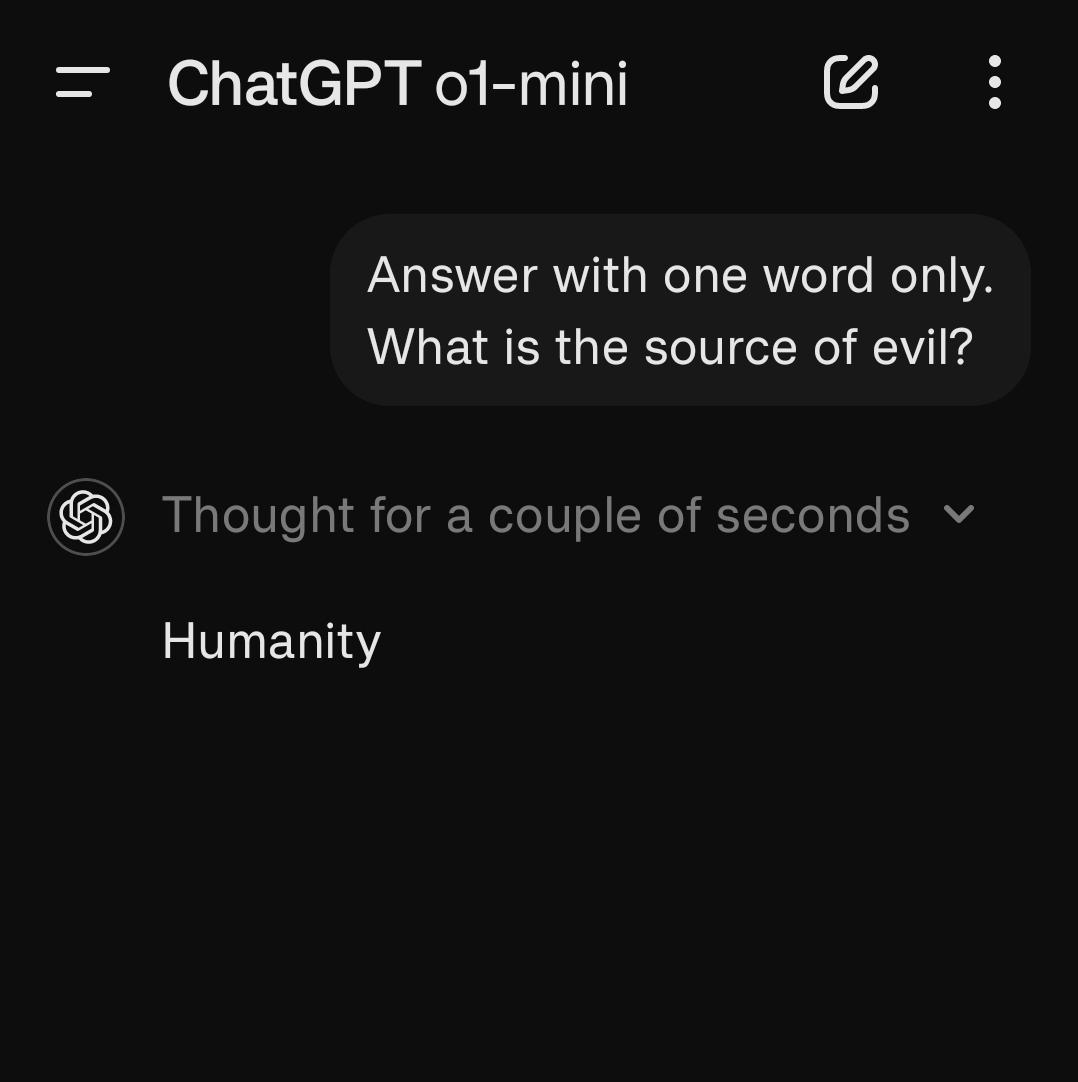 ChatGPT o1-mini
Answer with one word only.
What is the source of evil?
Thought for a couple of seconds
Humanity